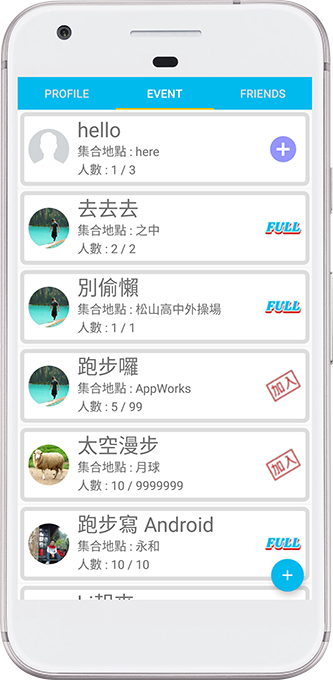 PROFILE EVENT FRIENDS
hello
集合地點 : here
人數 : 1 / 3
去去去
集合地點 : 之中
人數 : 2 / 2
FULL
別偷懶
集合地點 : 松山高中外操場
人數 : 1 / 1
FULL
跑步囉
集合地點 : AppWorks
人數 : 5 / 99
加入
太空漫步
集合地點 : 月球
人數 : 10 / 9999999
加入
跑步寫 Android
集合地點 : 永和
人數 : 10 / 10
FULL